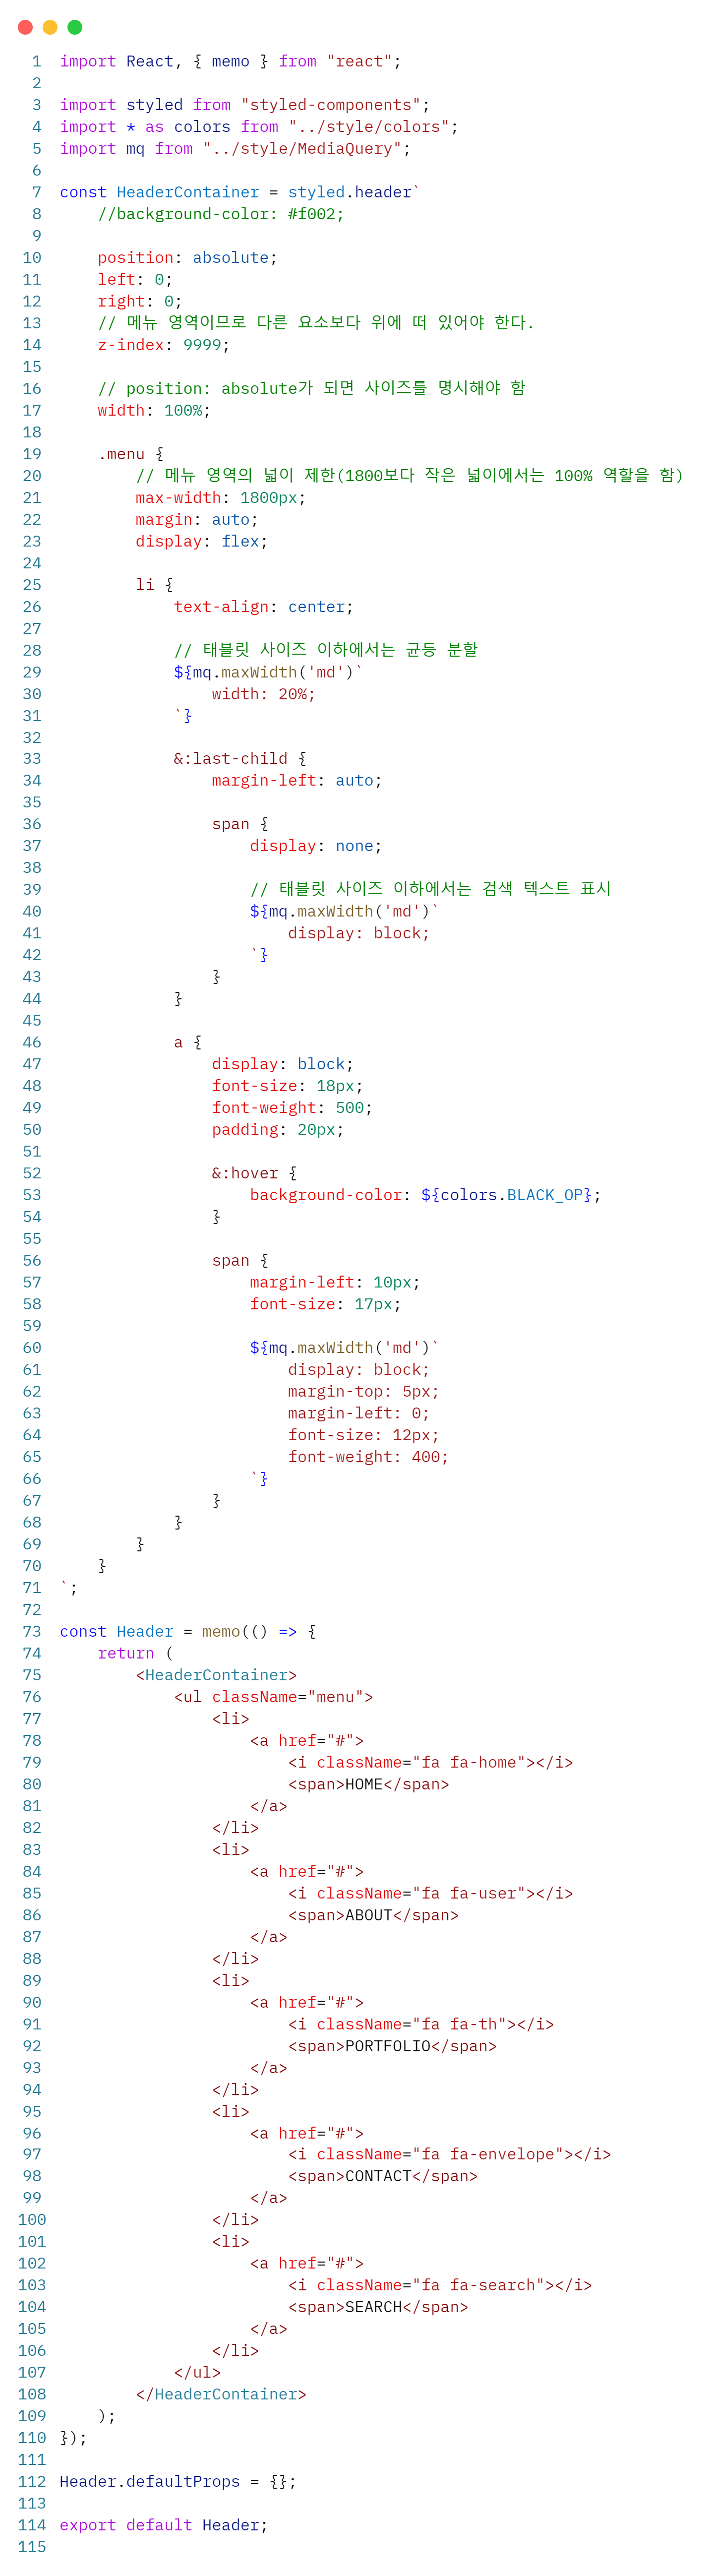 1 import React, { memo } from "react";
2
3 import styled from "styled-components";
4 import * as colors from "../style/colors";
5 import mq from "../style/MediaQuery";
6
7 const HeaderContainer = styled.header`
8     //background-color: #f002;
9
10     position: absolute;
11     left: 0;
12     right: 0;
13     // 메뉴 영역이므로 다른 요소보다 위에 떠 있어야 한다.
14     z-index: 9999;
15
16     // position: absolute가 되면 사이즈를 명시해야 함
17     width: 100%;
18
19     .menu {
20         // 메뉴 영역의 넓이 제한(1800보다 작은 넓이에서는 100% 역할을 함)
21         max-width: 1800px;
22         margin: auto;
23         display: flex;
24
25         li {
26             text-align: center;
27
28             // 태블릿 사이즈 이하에서는 균등 분할
29             ${mq.maxWidth('md')`
30                 width: 20%;
31             `}
32
33             &:last-child {
34                 margin-left: auto;
35
36                 span {
37                     display: none;
38
39                     // 태블릿 사이즈 이하에서는 검색 텍스트 표시
40                     ${mq.maxWidth('md')`
41                         display: block;
42                     `}
43                 }
44             }
45
46             a {
47                 display: block;
48                 font-size: 18px;
49                 font-weight: 500;
50                 padding: 20px;
51
52                 &:hover {
53                     background-color: ${colors.BLACK_OP};
54                 }
55
56                 span {
57                     margin-left: 10px;
58                     font-size: 17px;
59
60                     ${mq.maxWidth('md')`
61                         display: block;
62                         margin-top: 5px;
63                         margin-left: 0;
64                         font-size: 12px;
65                         font-weight: 400;
66                     `}
67                 }
68             }
69         }
70     }
71 `;
72
73 const Header = memo(() => {
74     return (
75         <HeaderContainer>
76             <ul className="menu">
77                 <li>
78                     <a href="#">
79                         <i className="fa fa-home"></i>
80                         <span>HOME</span>
81                     </a>
82                 </li>
83                 <li>
84                     <a href="#">
85                         <i className="fa fa-user"></i>
86                         <span>ABOUT</span>
87                     </a>
88                 </li>
89                 <li>
90                     <a href="#">
91                         <i className="fa fa-th"></i>
92                         <span>PORTFOLIO</span>
93                     </a>
94                 </li>
95                 <li>
96                     <a href="#">
97                         <i className="fa fa-envelope"></i>
98                         <span>CONTACT</span>
99                     </a>
100                 </li>
101                 <li>
102                     <a href="#">
103                         <i className="fa fa-search"></i>
104                         <span>SEARCH</span>
105                     </a>
106                 </li>
107             </ul>
108         </HeaderContainer>
109     );
110 });
111
112 Header.defaultProps = {};
113
114 export default Header;
115